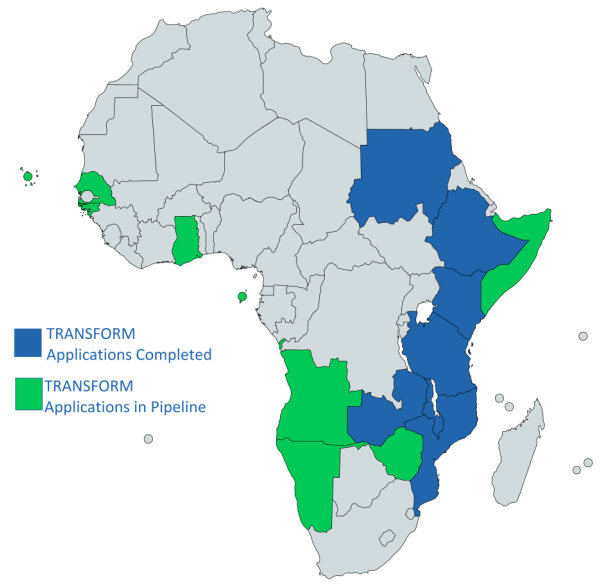 TRANSFORM
Applications Completed
TRANSFORM
Applications in Pipeline